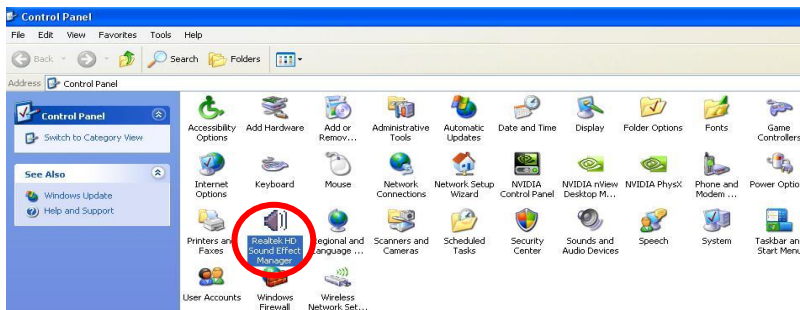 Control Panel
File Edit View Favorites Tools Help
Back Search Folders
Address Control Panel
Control Panel
Switch to Category View
See Also
Windows Update
Help and Support
Accessibility Options
Add Hardware
Add or Remov...
Administrative Tools
Automatic Updates
Date and Time
Display
Folder Options
Fonts
Game Controllers
Internet Options
Keyboard
Mouse
Network Connections
Network Setup Wizard
NVIDIA Control Panel
NVIDIA nView Desktop M...
NVIDIA PhysX
Phone and Modem ...
Power Optio
Printers and Faxes
Realtek HD Sound Effect Manager
Regional and Language ...
Scanners and Cameras
Scheduled Tasks
Security Center
Sounds and Audio Devices
Speech
System
Taskbar an
Start Menu
User Accounts
Windows Firewall
Wireless Network Set...